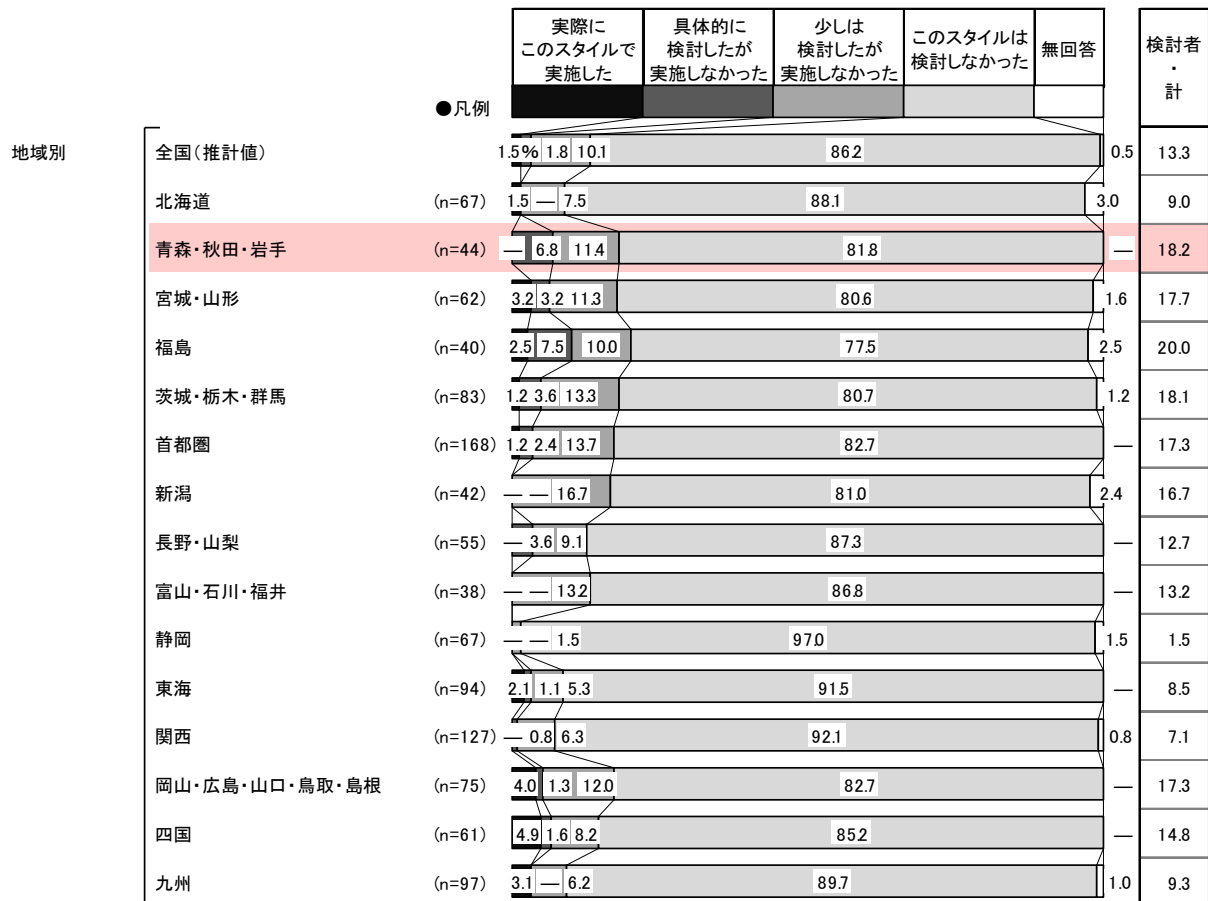 実際に
このスタイルで
実施した
具体的に
検討したが
実施しなかった
少しは
検討したが
実施しなかった
このスタイルは
検討しなかった
無回答
検討者
・
計
●凡例
地域別 全国(推計値) 1.5% 1.8 10.1 86.2 0.5 13.3
北海道 (n=67) 1.5 — 7.5 88.1 3.0 9.0
青森・秋田・岩手 (n=44) — 6.8 11.4 81.8 — 18.2
宮城・山形 (n=62) 3.2 3.2 11.3 80.6 1.6 17.7
福島 (n=40) 2.5 7.5 10.0 77.5 2.5 20.0
茨城・栃木・群馬 (n=83) 1.2 3.6 13.3 80.7 1.2 18.1
首都圏 (n=168) 1.2 2.4 13.7 82.7 — 17.3
新潟 (n=42) — — 16.7 81.0 2.4 16.7
長野・山梨 (n=55) — 3.6 9.1 87.3 — 12.7
富山・石川・福井 (n=38) — — 13.2 86.8 — 13.2
静岡 (n=67) — — 1.5 97.0 1.5 1.5
東海 (n=94) 2.1 1.1 5.3 91.5 — 8.5
関西 (n=127) — 0.8 6.3 92.1 0.8 7.1
岡山・広島・山口・鳥取・島根 (n=75) 4.0 1.3 12.0 82.7 — 17.3
四国 (n=61) 4.9 1.6 8.2 85.2 — 14.8
九州 (n=97) 3.1 — 6.2 89.7 1.0 9.3